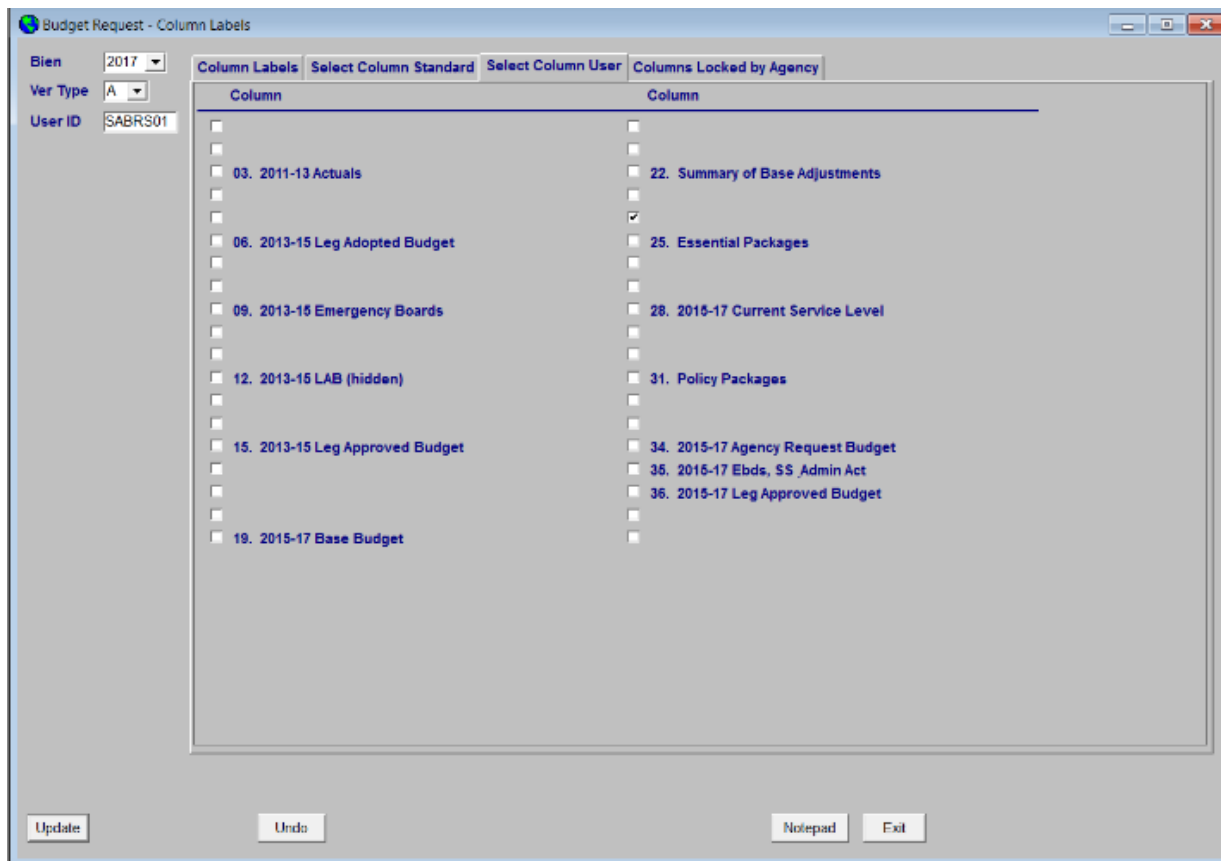 Budget Request - Column Labels
Bien 2017
Ver Type A
User ID SABRS01
Column Labels Select Column Standard Select Column User Columns Locked by Agency
Column Column
03. 2011-13 Actuals 22. Summary of Base Adjustments
06. 2013-15 Leg Adopted Budget 25. Essential Packages
09. 2013-15 Emergency Boards 28. 2015-17 Current Service Level
12. 2013-15 LAB (hidden) 31. Policy Packages
15. 2013-15 Leg Approved Budget 34. 2015-17 Agency Request Budget
35. 2015-17 Ebds, SS Admin Act
36. 2015-17 Leg Approved Budget
19. 2015-17 Base Budget
Update Undo Notepad Exit